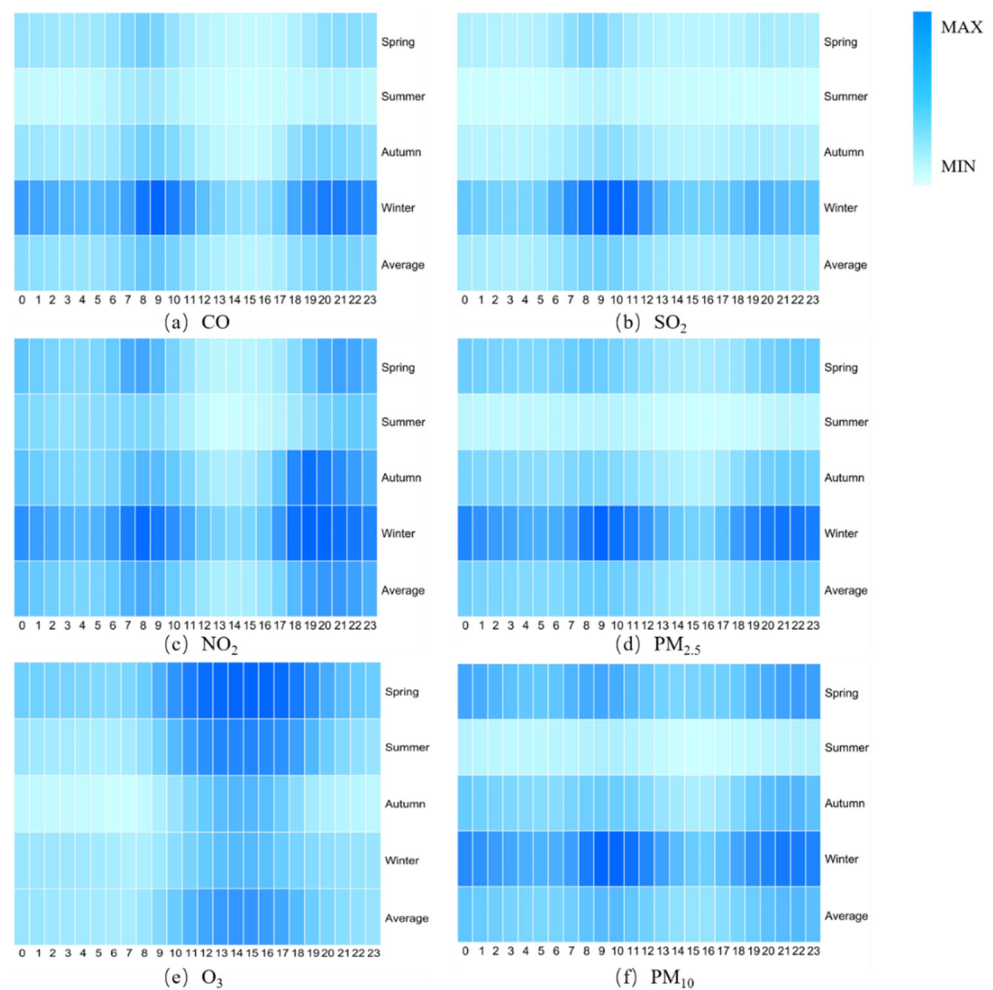 MAX
MIN
Spring
Summer
Autumn
Winter
Average
0 1 2 3 4 5 6 7 8 9 10 11 12 13 14 15 16 17 18 19 20 21 22 23
(a) CO
Spring
Summer
Autumn
Winter
Average
0 1 2 3 4 5 6 7 8 9 10 11 12 13 14 15 16 17 18 19 20 21 22 23
(b) SO2
Spring
Summer
Autumn
Winter
Average
0 1 2 3 4 5 6 7 8 9 10 11 12 13 14 15 16 17 18 19 20 21 22 23
(c) NO2
Spring
Summer
Autumn
Winter
Average
0 1 2 3 4 5 6 7 8 9 10 11 12 13 14 15 16 17 18 19 20 21 22 23
(d) PM2.5
Spring
Summer
Autumn
Winter
Average
0 1 2 3 4 5 6 7 8 9 10 11 12 13 14 15 16 17 18 19 20 21 22 23
(e) O3
Spring
Summer
Autumn
Winter
Average
0 1 2 3 4 5 6 7 8 9 10 11 12 13 14 15 16 17 18 19 20 21 22 23
(f) PM10